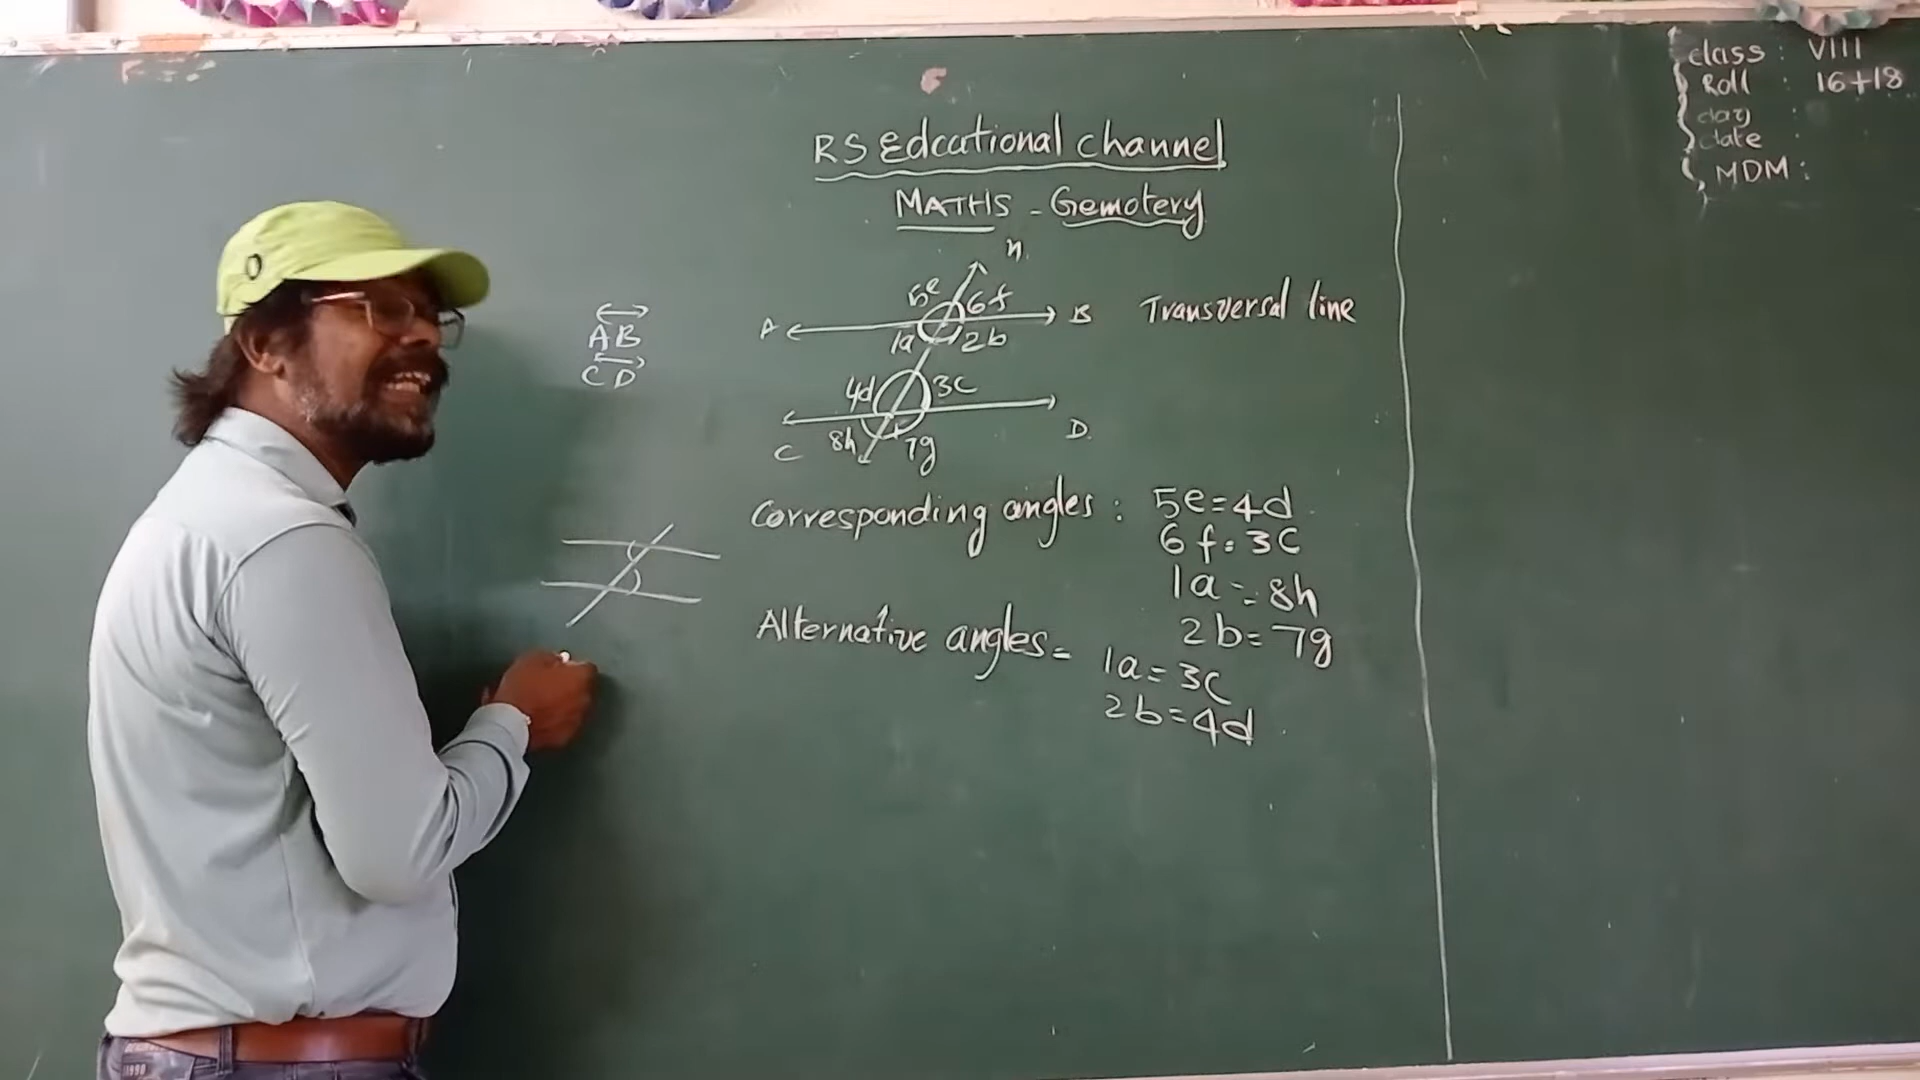 RS Edcational channel
MATHS - Gemotery
n
5e 6f
A B
1a 2b
4d 3c
C D
8h 7g
Transversal line
AB
CD
Corresponding angles : 5e=4d
6f=3c
1a=8h
2b=7g
Alternative angles= 1a=3c
2b=4d
class : VIII
Roll : 16+18
day :
date :
MDM :
1990